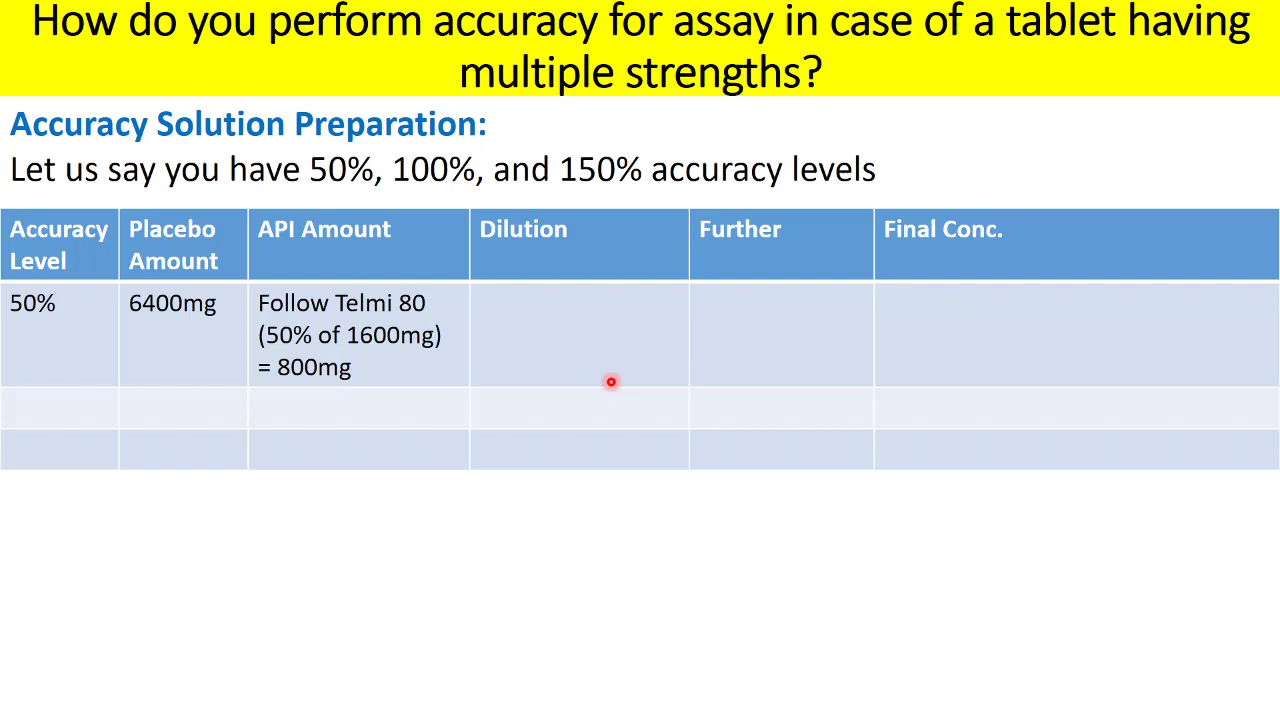 How do you perform accuracy for assay in case of a tablet having
multiple strengths?
Accuracy Solution Preparation:
Let us say you have 50%, 100%, and 150% accuracy levels
Accuracy Level Placebo Amount API Amount Dilution Further Final Conc.
50% 6400mg Follow Telmi 80 (50% of 1600mg) = 800mg